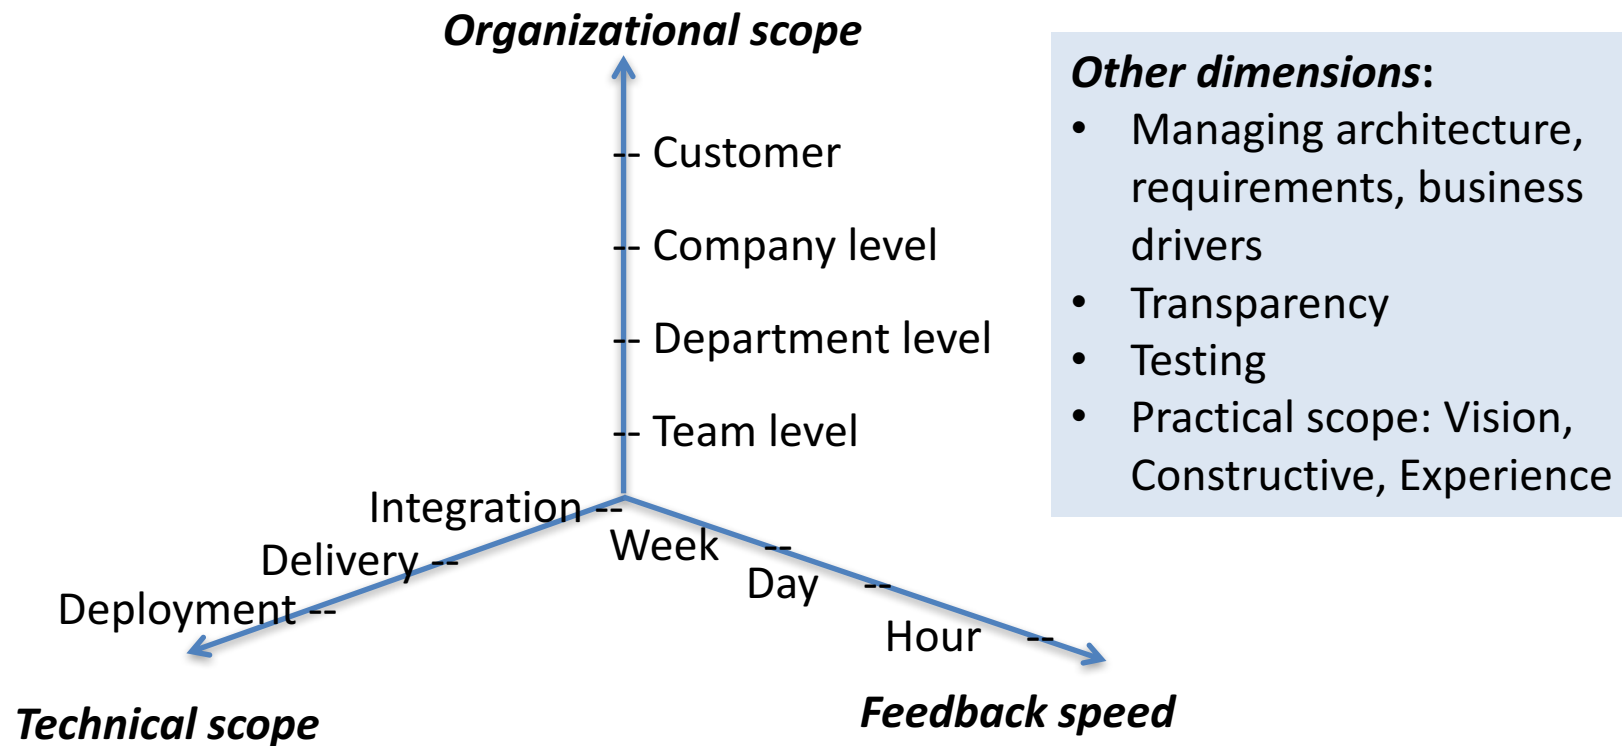 Organizational scope
-- Customer
-- Company level
-- Department level
-- Team level
Integration --
Delivery --
Deployment --
Technical scope
Week --
Day --
Hour --
Feedback speed
Other dimensions:
• Managing architecture,
requirements, business
drivers
• Transparency
• Testing
• Practical scope: Vision,
Constructive, Experience